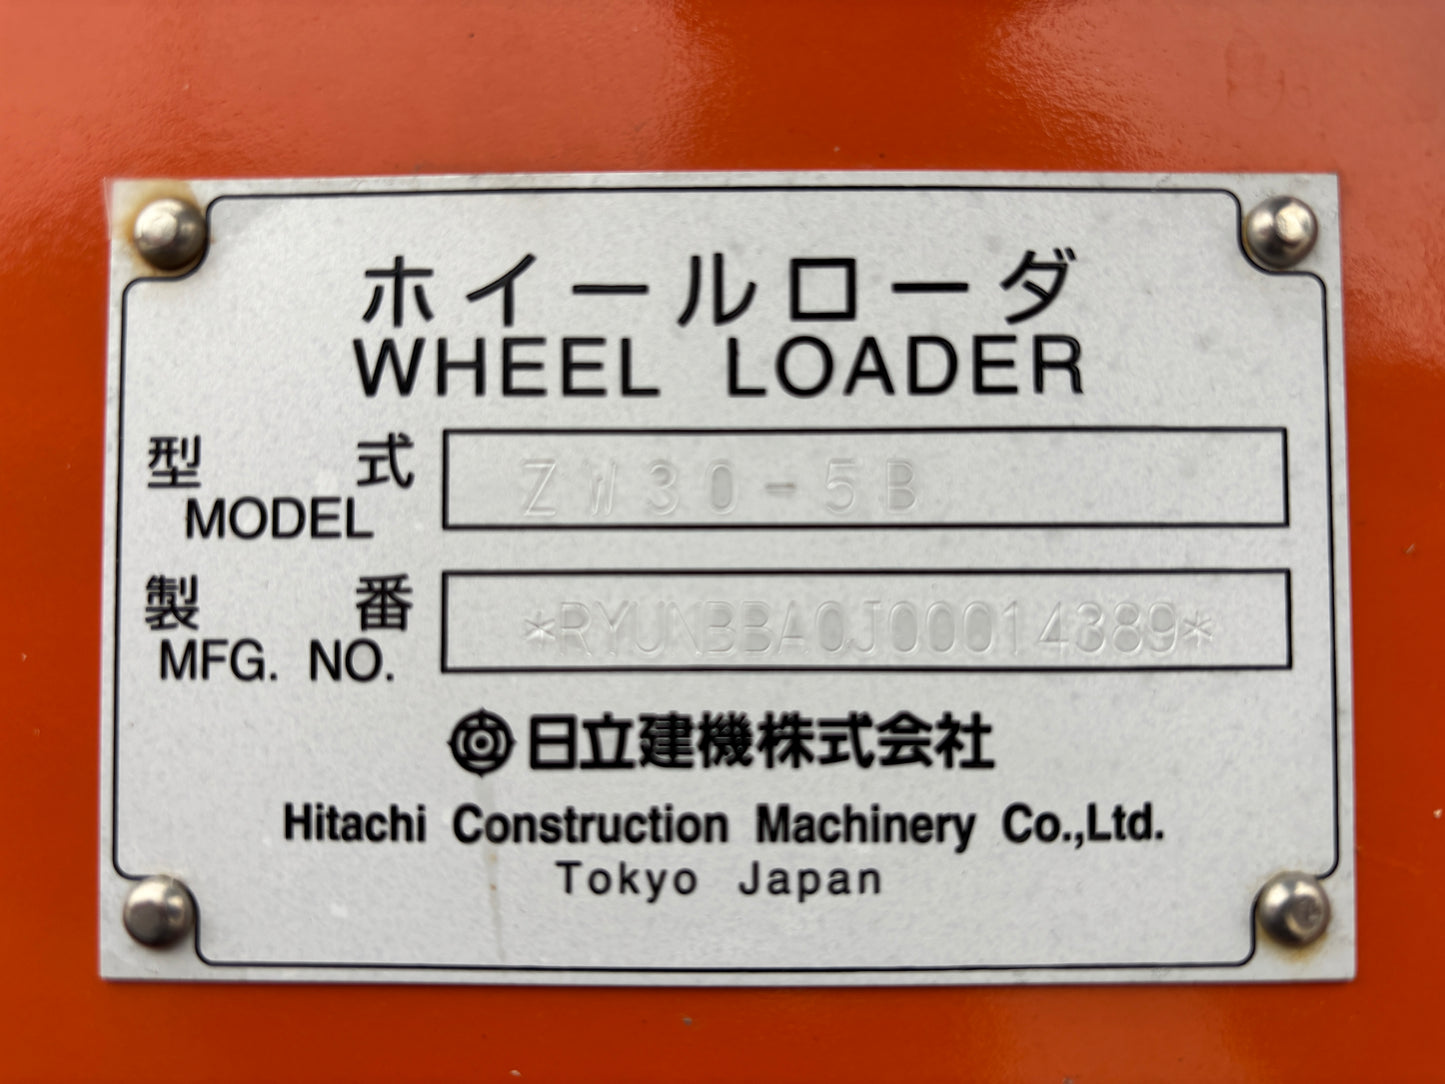 ホイールローダ
WHEEL LOADER
型式 ZW30-5B
MODEL
製番 *RYUNBBA0J00014389*
MFG. NO.
日立建機株式会社
Hitachi Construction Machinery Co.,Ltd.
Tokyo Japan